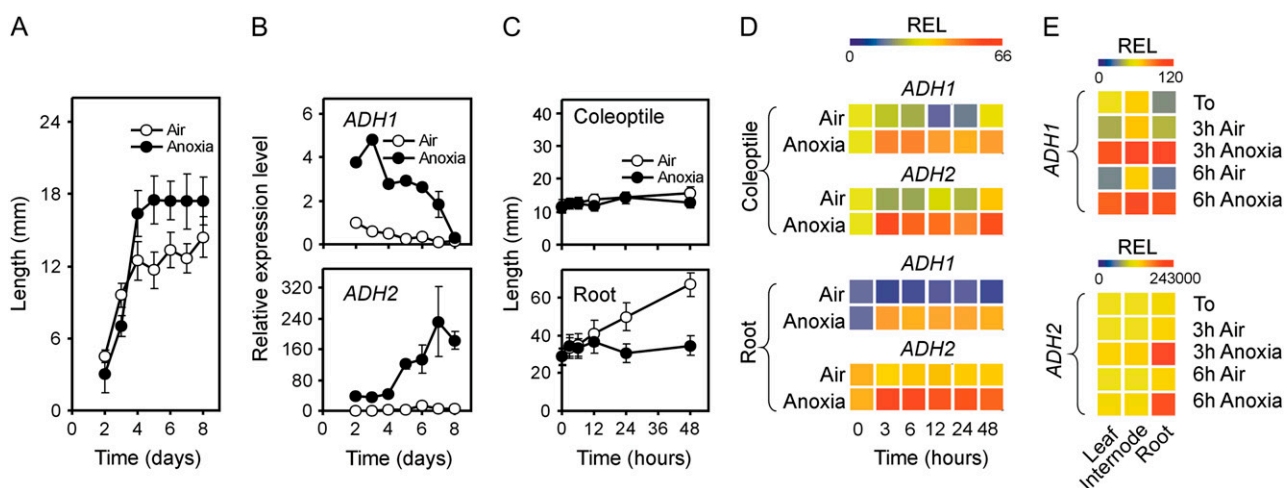 A
B
C
D
E
Length (mm)
24
18
12
6
0
Air
Anoxia
0 2 4 6 8
Time (days)
Relative expression level
ADH1
6
4
2
0
Air
Anoxia
ADH2
320
240
160
80
0
0 2 4 6 8
Time (days)
Length (mm)
Coleoptile
40
30
20
10
0
Air
Anoxia
Root
60
40
20
0
0 12 24 36 48
Time (hours)
REL
0 66
Coleoptile
ADH1
Air
Anoxia
ADH2
Air
Anoxia
Root
ADH1
Air
Anoxia
ADH2
Air
Anoxia
0 3 6 12 24 48
Time (hours)
REL
0 120
ADH1
To
3h Air
3h Anoxia
6h Air
6h Anoxia
REL
0 243000
ADH2
To
3h Air
3h Anoxia
6h Air
6h Anoxia
Leaf
Internode
Root